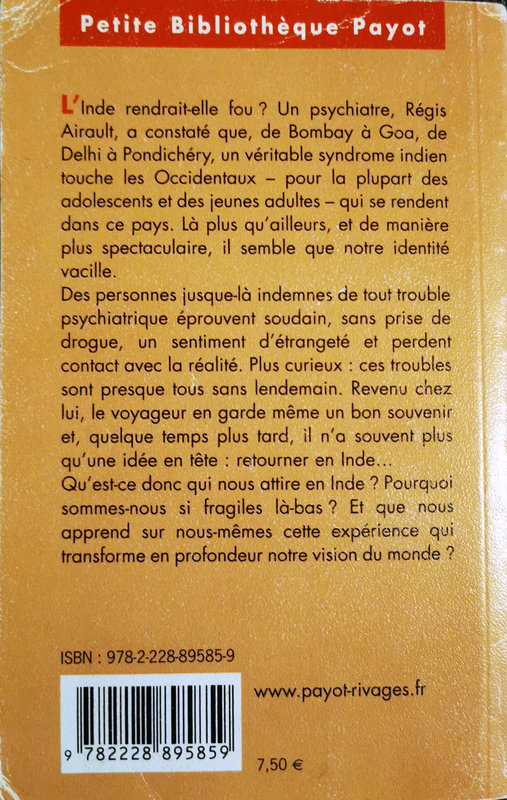 Petite Bibliothèque Payot
L'Inde rendrait-elle fou ? Un psychiatre, Régis
Airault, a constaté que, de Bombay à Goa, de
Delhi à Pondichéry, un véritable syndrome indien
touche les Occidentaux – pour la plupart des
adolescents et des jeunes adultes – qui se rendent
dans ce pays. Là plus qu'ailleurs, et de manière
plus spectaculaire, il semble que notre identité
vacille.
Des personnes jusque-là indemnes de tout trouble
psychiatrique éprouvent soudain, sans prise de
drogue, un sentiment d'étrangeté et perdent
contact avec la réalité. Plus curieux : ces troubles
sont presque tous sans lendemain. Revenu chez
lui, le voyageur en garde même un bon souvenir
et, quelque temps plus tard, il n'a souvent plus
qu'une idée en tête : retourner en Inde...
Qu'est-ce donc qui nous attire en Inde ? Pourquoi
sommes-nous si fragiles là-bas ? Et que nous
apprend sur nous-mêmes cette expérience qui
transforme en profondeur notre vision du monde ?
ISBN : 978-2-228-89585-9
www.payot-rivages.fr
9 782228 895859
7,50 €